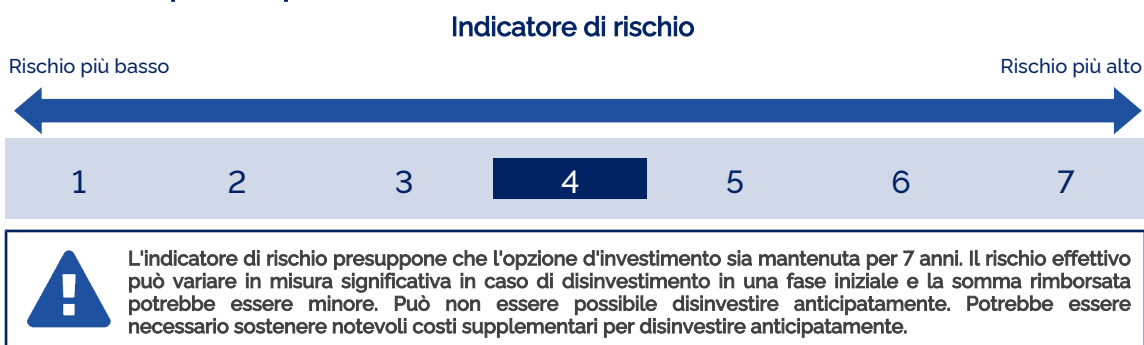 Indicatore di rischio
Rischio più basso
Rischio più alto
1 2 3 4 5 6 7
L'indicatore di rischio presuppone che l'opzione d'investimento sia mantenuta per 7 anni. Il rischio effettivo
può variare in misura significativa in caso di disinvestimento in una fase iniziale e la somma rimborsata
potrebbe essere minore. Può non essere possibile disinvestire anticipatamente. Potrebbe essere
necessario sostenere notevoli costi supplementari per disinvestire anticipatamente.